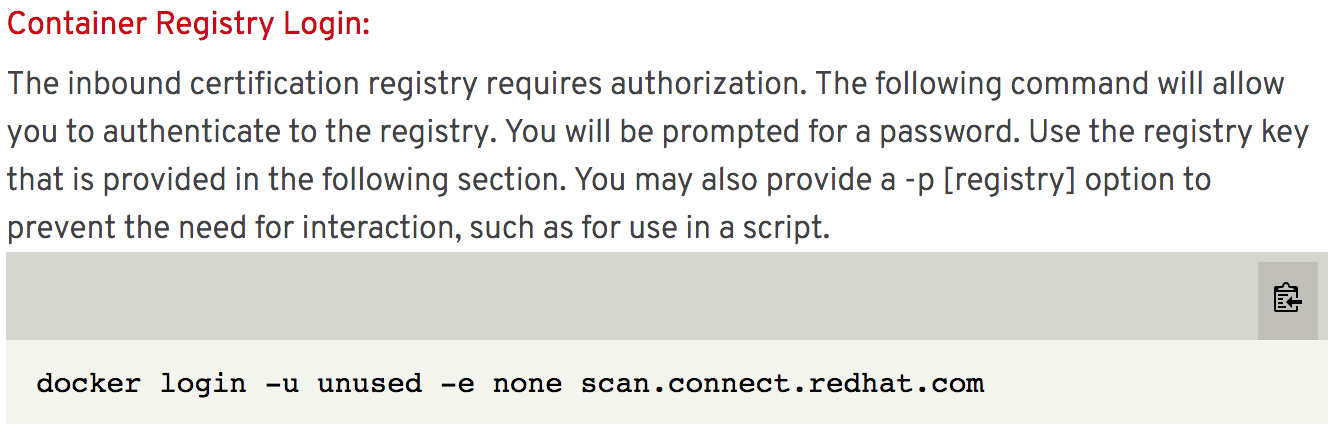 Container Registry Login:
The inbound certification registry requires authorization. The following command will allow
you to authenticate to the registry. You will be prompted for a password. Use the registry key
that is provided in the following section. You may also provide a -p [registry] option to
prevent the need for interaction, such as for use in a script.
docker login -u unused -e none scan.connect.redhat.com